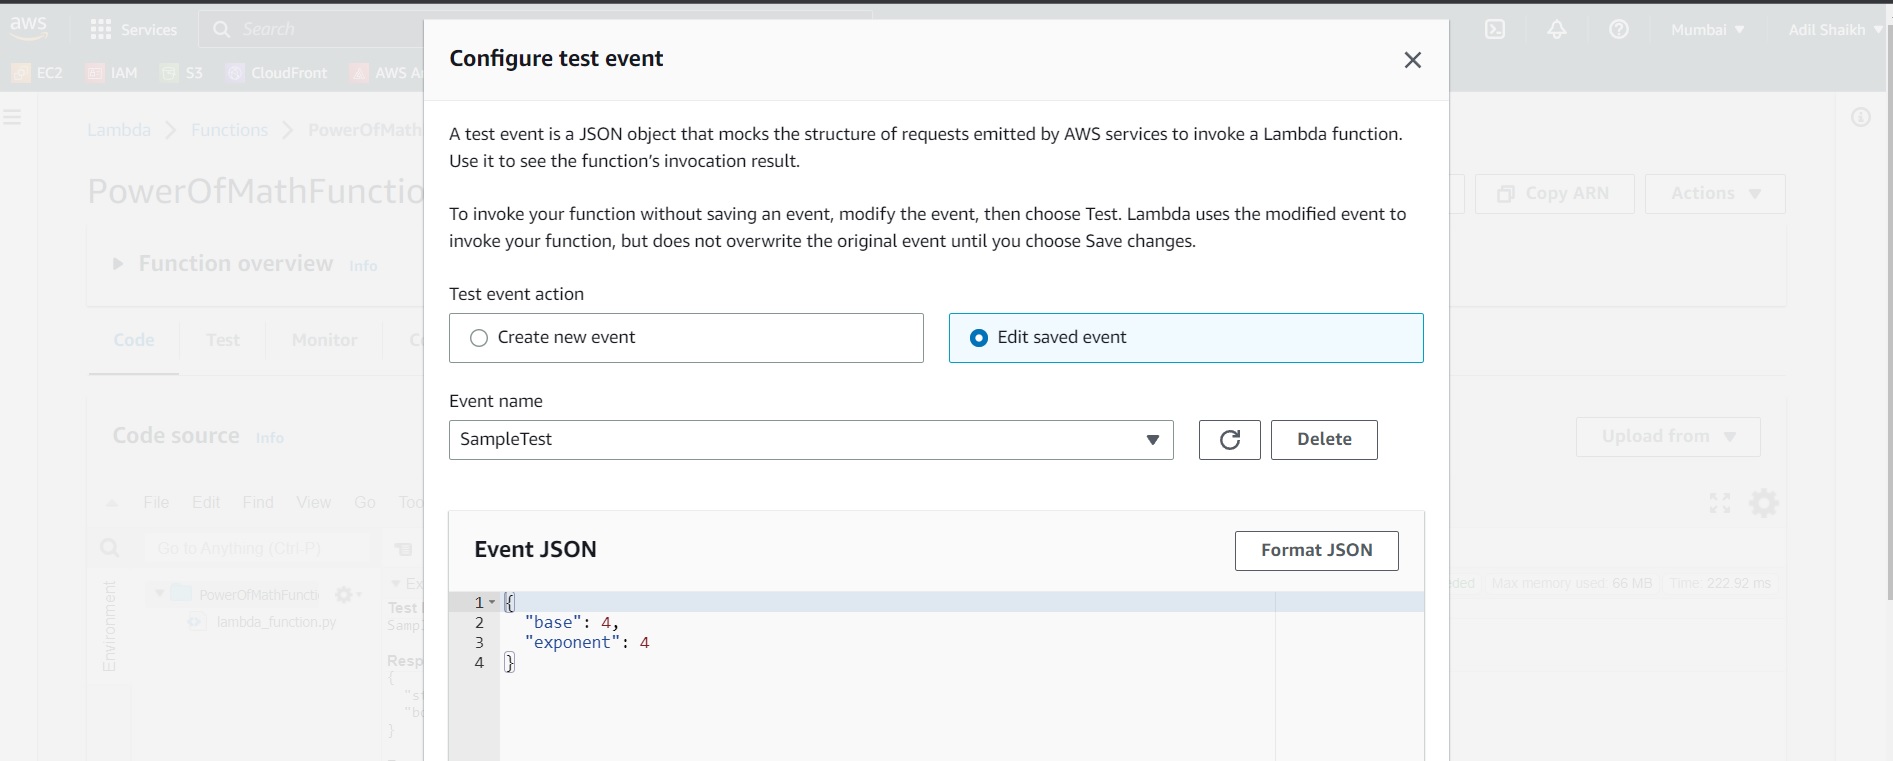 aws
Services
Search
Mumbai
Adil Shaikh
EC2
IAM
S3
CloudFront
AWS
Configure test event
Lambda
Functions
PowerOfMath
A test event is a JSON object that mocks the structure of requests emitted by AWS services to invoke a Lambda function.
Use it to see the function's invocation result.
PowerOfMathFunctio
Copy ARN
Actions
To invoke your function without saving an event, modify the event, then choose Test. Lambda uses the modified event to
invoke your function, but does not overwrite the original event until you choose Save changes.
Function overview
Info
Test event action
Create new event
Edit saved event
Code
Test
Monitor
Event name
SampleTest
Delete
Code source
Info
Upload from
File Edit Find View Go
Event JSON
Format JSON
Go to Anything (Ctrl-P)
Environment
PowerOfMathFuncti
lambda_function.py
Max memory used: 66 MB
Time: 222.92 ms
1 {
2 "base": 4,
3 "exponent": 4
4 }
Test
Resp
{
}